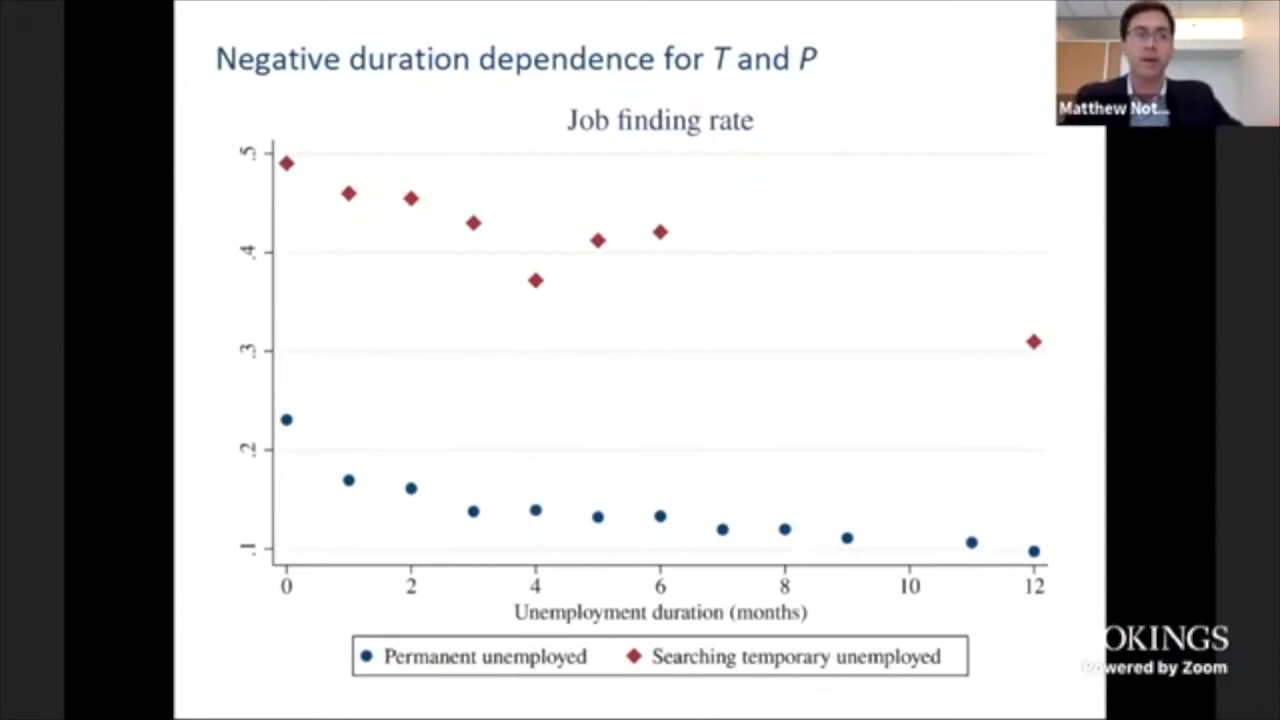 Negative duration dependence for T and P
Matthew Not...
Job finding rate
.5
.4
.3
.2
.1
0 2 4 6 8 10 12
Unemployment duration (months)
Permanent unemployed Searching temporary unemployed
OKINGS
Powered by Zoom